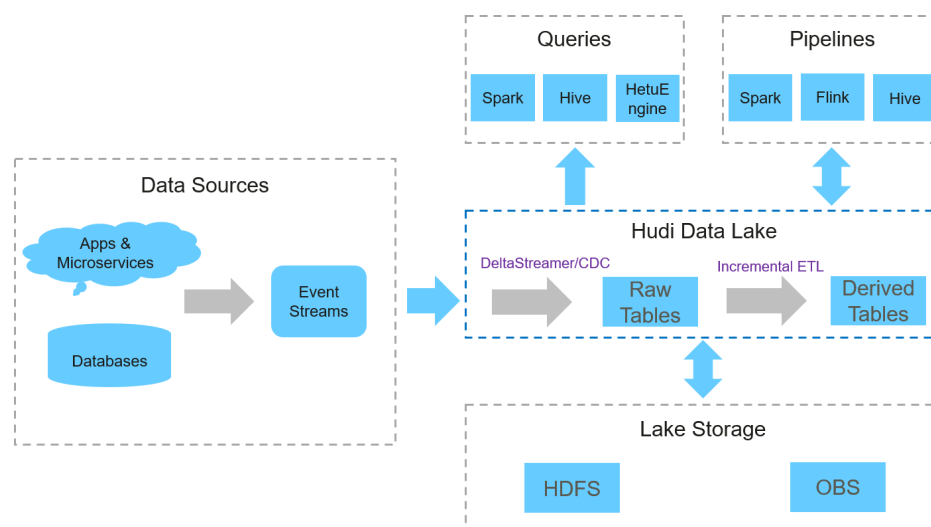 Queries
Spark
Hive
HetuE
ngine
Pipelines
Spark
Flink
Hive
Data Sources
Apps &
Microservices
Databases
Event
Streams
Hudi Data Lake
DeltaStreamer/CDC
Raw
Tables
Incremental ETL
Derived
Tables
Lake Storage
HDFS
OBS